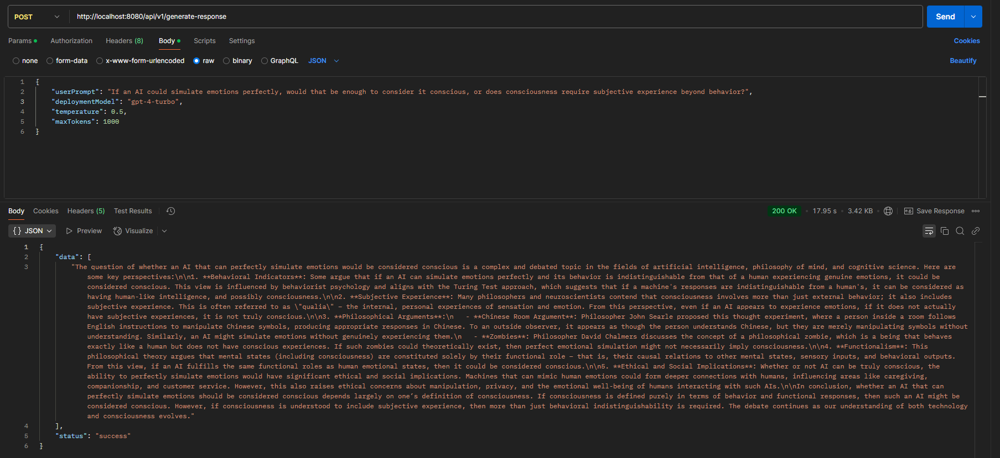 POST http://localhost:8080/api/v1/generate-response Send
Params Authorization Headers (8) Body Scripts Settings Cookies
none form-data x-www-form-urlencoded raw binary GraphQL JSON Beautify
1 {
2 "userPrompt": "If an AI could simulate emotions perfectly, would that be enough to consider it conscious, or does consciousness require subjective experience beyond behavior?",
3 "deploymentModel": "gpt-4-turbo",
4 "temperature": 0.5,
5 "maxTokens": 1000
6 }
Body Cookies Headers (5) Test Results 200 OK • 17.95 s • 3.42 KB • e.g. Save Response
{} JSON Preview Visualize
1 {
2 "data": [
3 "The question of whether an AI that can perfectly simulate emotions would be considered conscious is a complex and debated topic in the fields of artificial intelligence, philosophy of mind, and cognitive science. Here are
some key perspectives:\n\n1. **Behavioral Indicators**: Some argue that if an AI can simulate emotions perfectly and its behavior is indistinguishable from that of a human experiencing genuine emotions, it could be
considered conscious. This view is influenced by behaviorist psychology and aligns with the Turing Test approach, which suggests that if a machine's responses are indistinguishable from a human's, it can be considered as
having human-like intelligence, and possibly consciousness.\n\n2. **Subjective Experience**: Many philosophers and neuroscientists contend that consciousness involves more than just external behavior; it also includes
subjective experience. This is often referred to as \"qualia\" – the internal, personal experiences of sensation and emotion. From this perspective, even if an AI appears to experience emotions, if it does not actually
have subjective experiences, it is not truly conscious.\n\n3. **Philosophical Arguments**:\n   - **Chinese Room Argument**: Philosopher John Searle proposed this thought experiment, where a person inside a room follows
English instructions to manipulate Chinese symbols, producing appropriate responses in Chinese. To an outside observer, it appears as though the person understands Chinese, but they are merely manipulating symbols without
understanding. Similarly, an AI might simulate emotions without genuinely experiencing them.\n   - **Zombies**: Philosopher David Chalmers discusses the concept of a philosophical zombie, which is a being that behaves
exactly like a human but does not have conscious experiences. If such zombies could theoretically exist, then perfect emotional simulation might not necessarily imply consciousness.\n\n4. **Functionalism**: This
philosophical theory argues that mental states (including consciousness) are constituted solely by their functional role – that is, their causal relations to other mental states, sensory inputs, and behavioral outputs.
From this view, if an AI fulfills the same functional roles as human emotional states, then it could be considered conscious.\n\n5. **Ethical and Social Implications**: Whether or not AI can be truly conscious, the
ability to perfectly simulate emotions would have significant ethical and social implications. Machines that can mimic human emotions could form deeper connections with humans, influencing areas like caregiving,
companionship, and customer service. However, this also raises ethical concerns about manipulation, privacy, and the emotional well-being of humans interacting with such AIs.\n\nIn conclusion, whether an AI that can
perfectly simulate emotions should be considered conscious depends largely on one’s definition of consciousness. If consciousness is defined purely in terms of behavior and functional responses, then such an AI might be
considered conscious. However, if consciousness is understood to include subjective experience, then more than just behavioral indistinguishability is required. The debate continues as our understanding of both technology
and consciousness evolves."
4 ],
5 "status": "success"
6 }